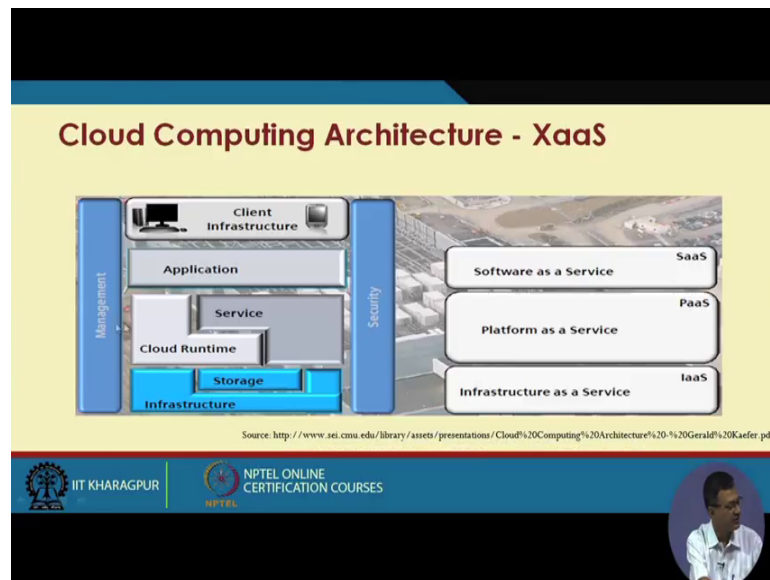 Cloud Computing Architecture - XaaS
Management
Client
Infrastructure
Application
Service
Cloud Runtime
Storage
Infrastructure
Security
SaaS
Software as a Service
PaaS
Platform as a Service
IaaS
Infrastructure as a Service
Source: http://www.sei.cmu.edu/library/assets/presentations/Cloud%20Computing%20Architecture%20-%20Gerald%20Kaefer.pd
IIT KHARAGPUR
NPTEL
NPTEL ONLINE
CERTIFICATION COURSES